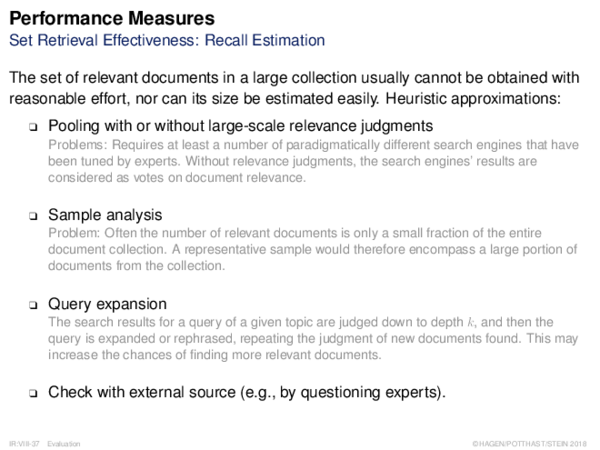 Performance Measures
Set Retrieval Effectiveness: Recall Estimation
The set of relevant documents in a large collection usually cannot be obtained with
reasonable effort, nor can its size be estimated easily. Heuristic approximations:
❑ Pooling with or without large-scale relevance judgments
Problems: Requires at least a number of paradigmatically different search engines that have
been tuned by experts. Without relevance judgments, the search engines' results are
considered as votes on document relevance.
❑ Sample analysis
Problem: Often the number of relevant documents is only a small fraction of the entire
document collection. A representative sample would therefore encompass a large portion of
documents from the collection.
❑ Query expansion
The search results for a query of a given topic are judged down to depth k, and then the
query is expanded or rephrased, repeating the judgment of new documents found. This may
increase the chances of finding more relevant documents.
❑ Check with external source (e.g., by questioning experts).
IR:VIII-37 Evaluation ©HAGEN/POTTHAST/STEIN 2018